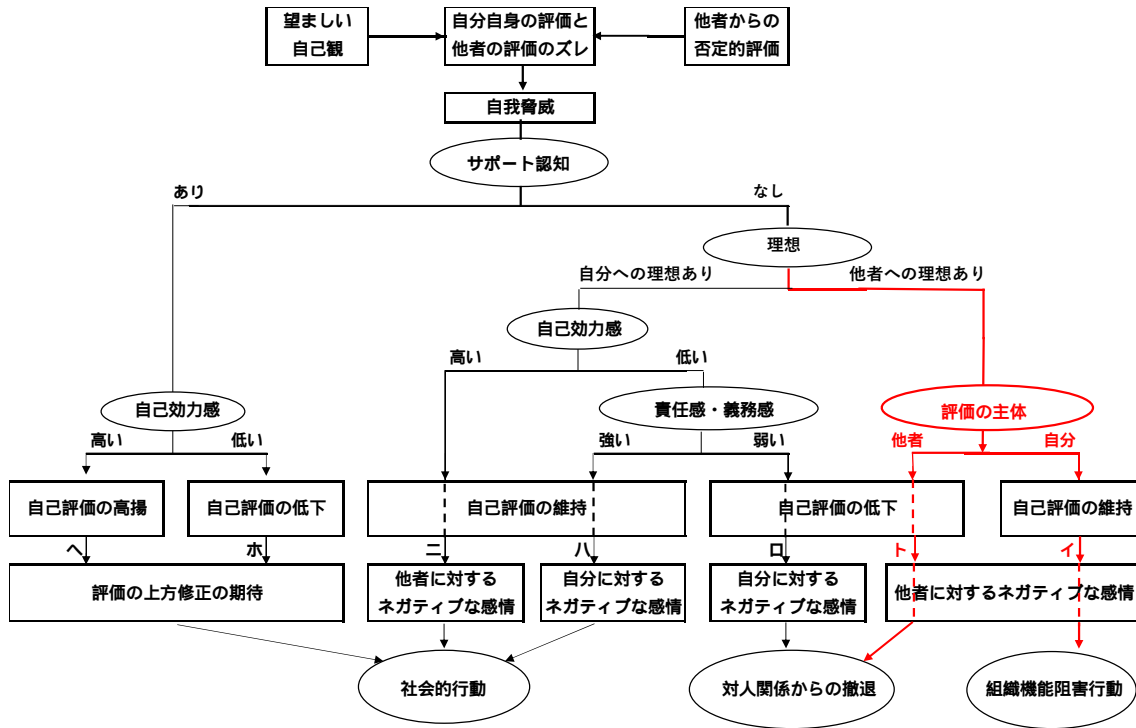 望ましい
自己観
自分自身の評価と
他者の評価のズレ
他者からの
否定的評価
自我脅威
サポート認知
あり
なし
理想
自分への理想あり
他者への理想あり
自己効力感
高い
低い
自己効力感
責任感・義務感
評価の主体
高い
低い
強い
弱い
他者
自分
自己評価の高揚
自己評価の低下
自己評価の維持
自己評価の低下
自己評価の維持
ヘ
ホ
ニ
ハ
ロ
ト
イ
評価の上方修正の期待
他者に対する
ネガティブな感情
自分に対する
ネガティブな感情
自分に対する
ネガティブな感情
他者に対するネガティブな感情
社会的行動
対人関係からの撤退
組織機能阻害行動